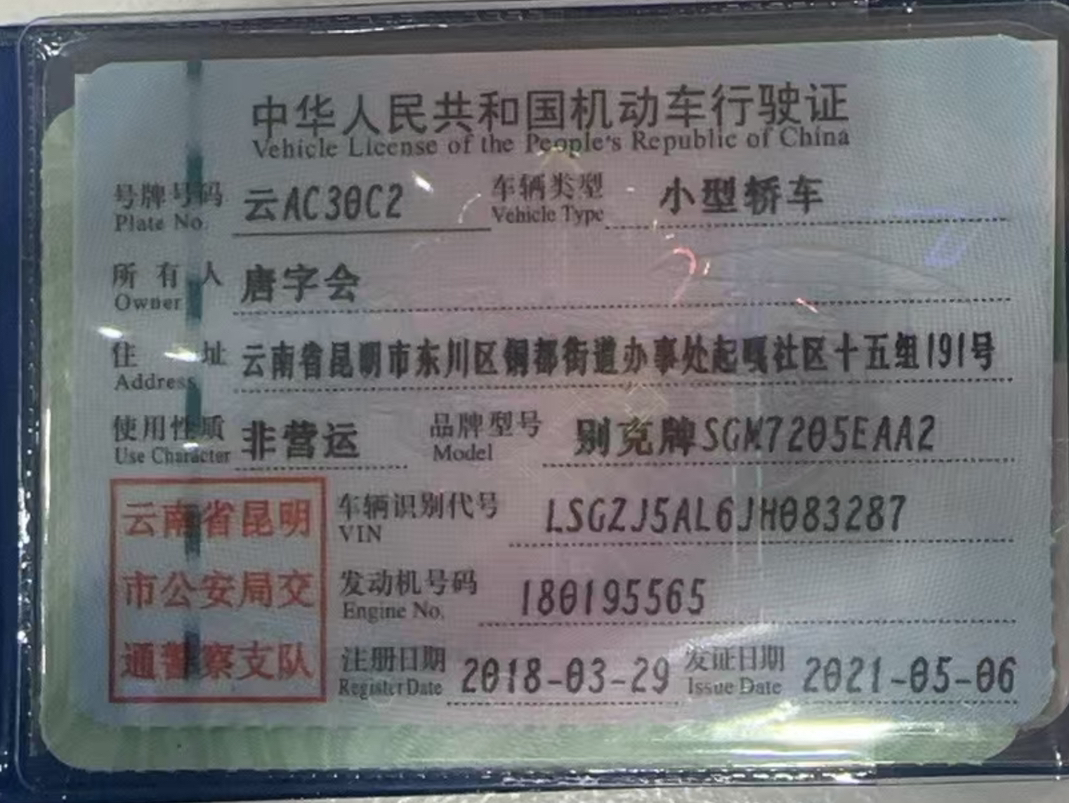 中华人民共和国机动车行驶证
Vehicle License of the People's Republic of China
号牌号码 云AC30C2 车辆类型 小型轿车
Plate No. Vehicle Type
所有人 唐字会
Owner
住址 云南省昆明市东川区铜都街道办事处起嘎社区十五组191号
Address
使用性质 非营运 品牌型号 别克牌SGM7205EAA2
Use Character Model
云南省昆明 车辆识别代号 LSGZJ5AL6JH083287
VIN
市公安局交 发动机号码 180195565
Engine No.
通警察支队 注册日期 2018-03-29 发证日期 2021-05-06
Register Date Issue Date